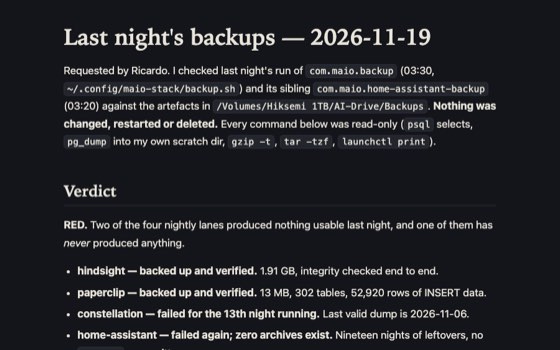 Last night's backups — 2026-11-19
Requested by Ricardo. I checked last night's run of com.maio.backup (03:30,
~/.config/maio-stack/backup.sh ) and its sibling com.maio.home-assistant-backup
(03:20) against the artefacts in /Volumes/Hiksemi 1TB/AI-Drive/Backups . Nothing was
changed, restarted or deleted. Every command below was read-only ( psql selects,
pg_dump into my own scratch dir, gzip -t , tar -tzf , launchctl print ).
Verdict
RED. Two of the four nightly lanes produced nothing usable last night, and one of them has
never produced anything.
• hindsight — backed up and verified. 1.91 GB, integrity checked end to end.
• paperclip — backed up and verified. 13 MB, 302 tables, 52,920 rows of INSERT data.
• constellation — failed for the 13th night running. Last valid dump is 2026-11-06.
• home-assistant — failed again; zero archives exist. Nineteen nights of leftovers, no